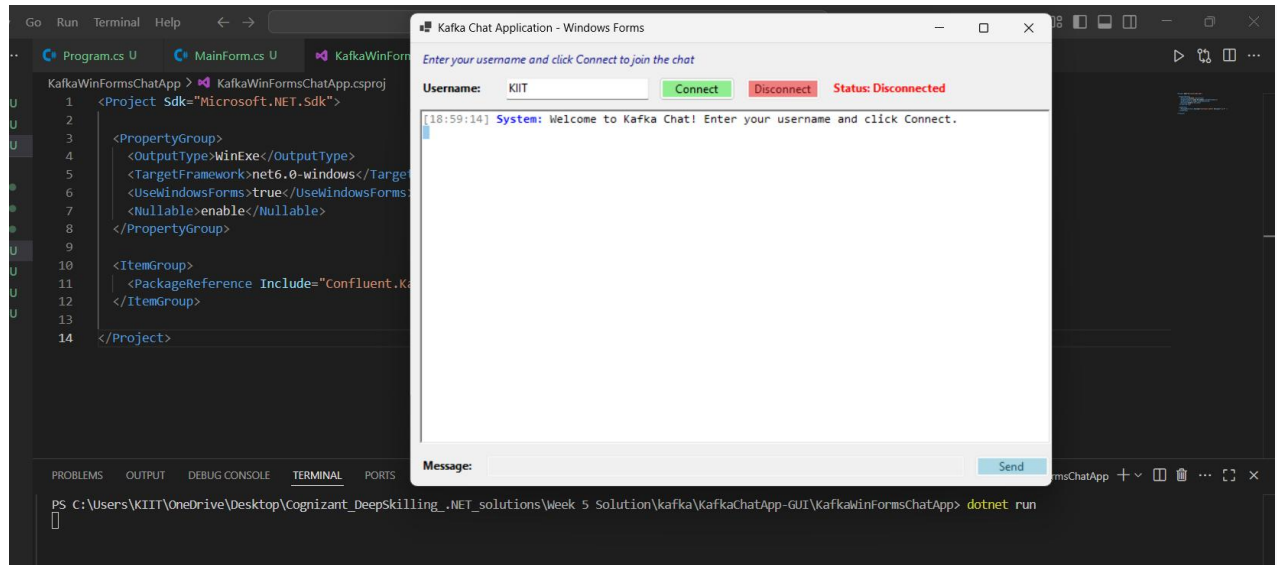 Go Run Terminal Help
Program.cs U MainForm.cs U KafkaWinForm
KafkaWinFormsChatApp > KafkaWinFormsChatApp.csproj
1 <Project Sdk="Microsoft.NET.Sdk">
2
3 <PropertyGroup>
4 <OutputType>WinExe</OutputType>
5 <TargetFramework>net6.0-windows</Target
6 <UseWindowsForms>true</UseWindowsForms>
7 <Nullable>enable</Nullable>
8 </PropertyGroup>
9
10 <ItemGroup>
11 <PackageReference Include="Confluent.Ka
12 </ItemGroup>
13
14 </Project>
U
U
U
U
U
U
U
Kafka Chat Application - Windows Forms
Enter your username and click Connect to join the chat
Username: KIIT Connect Disconnect Status: Disconnected
[18:59:14] System: Welcome to Kafka Chat! Enter your username and click Connect.
Message: Send
PROBLEMS OUTPUT DEBUG CONSOLE TERMINAL PORTS
rmsChatApp
PS C:\Users\KIIT\OneDrive\Desktop\Cognizant_DeepSkilling_.NET_solutions\Week 5 Solution\kafka\KafkaChatApp-GUI\KafkaWinFormsChatApp> dotnet run